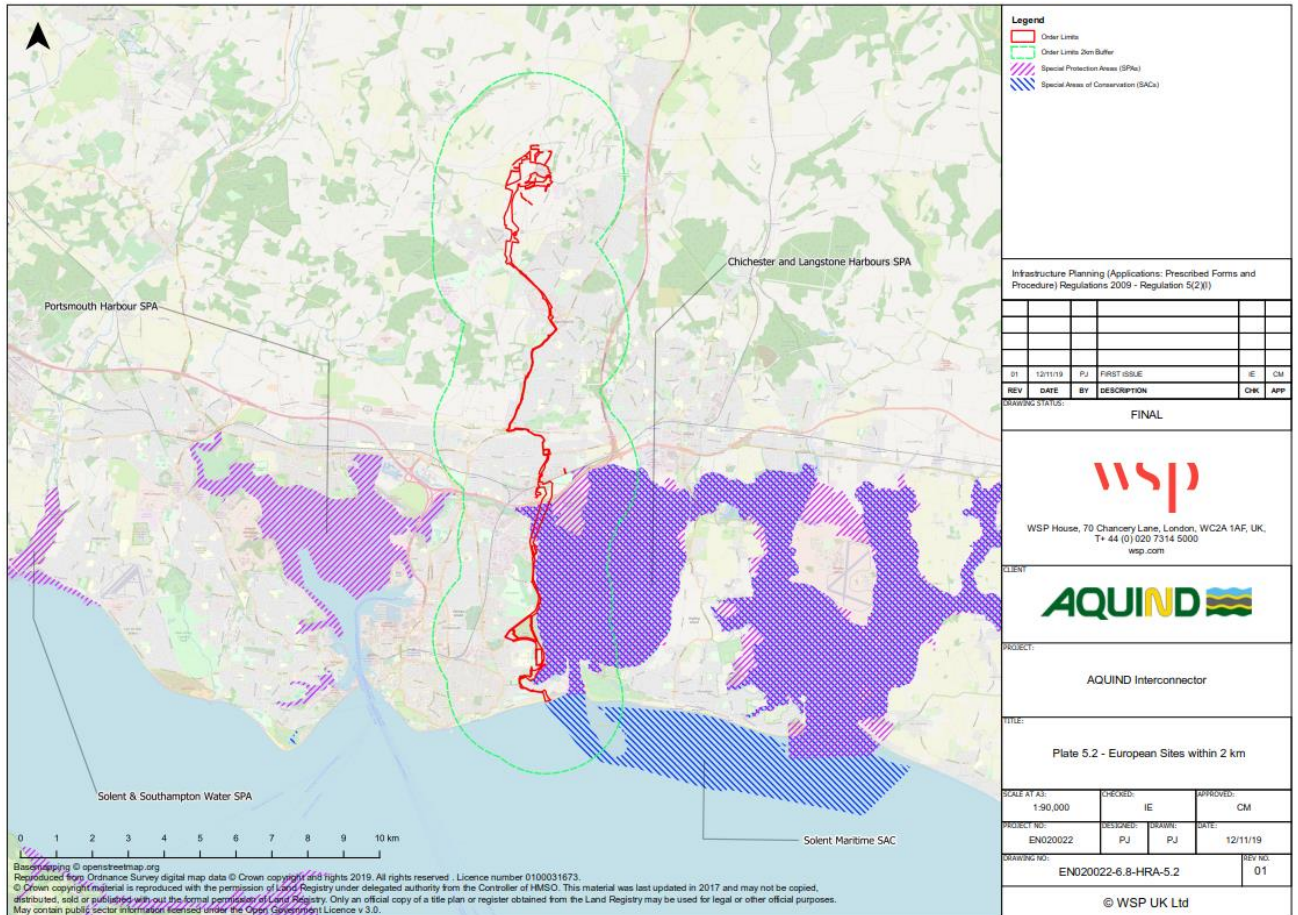 Portsmouth Harbour SPA
Chichester and Langstone Harbours SPA
Solent & Southampton Water SPA
Solent Maritime SAC
0 1 2 3 4 5 6 7 8 9 10 km
Basemapping © openstreetmap.org
Reproduced from Ordnance Survey digital map data © Crown copyright and rights 2019. All rights reserved . Licence number 0100031673.
© Crown copyright material is reproduced with the permission of Land Registry under delegated authority from the Controller of HMSO. This material was last updated in 2017 and may not be copied,
distributed, sold or published with out the formal permission of Land Registry. Only an official copy of a title plan or register obtained from the Land Registry may be used for legal or other official purposes.
May contain public sector information licensed under the Open Government Licence v 3.0.
Legend
Order Limits
Order Limits 2km Buffer
Special Protection Areas (SPAs)
Special Areas of Conservation (SACs)
Infrastructure Planning (Applications: Prescribed Forms and
Procedure) Regulations 2009 - Regulation 5(2)(l)
01 12/11/19 PJ FIRST ISSUE IE CM
REV DATE BY DESCRIPTION CHK APP
DRAWING STATUS:
FINAL
wsp
WSP House, 70 Chancery Lane, London, WC2A 1AF, UK,
T+ 44 (0) 020 7314 5000
wsp.com
CLIENT
AQUIND
PROJECT:
AQUIND Interconnector
TITLE:
Plate 5.2 - European Sites within 2 km
SCALE AT A3: CHECKED: APPROVED:
1:90,000 IE CM
PROJECT NO: DESIGNED: DRAWN: DATE:
EN020022 PJ PJ 12/11/19
DRAWING NO: REV NO.
EN020022-6.8-HRA-5.2 01
© WSP UK Ltd